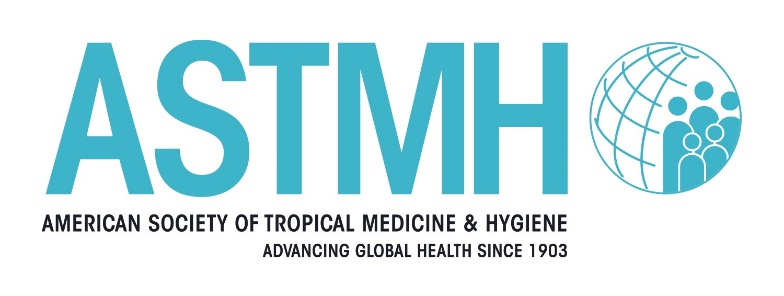 ASTMH
AMERICAN SOCIETY OF TROPICAL MEDICINE & HYGIENE
ADVANCING GLOBAL HEALTH SINCE 1903